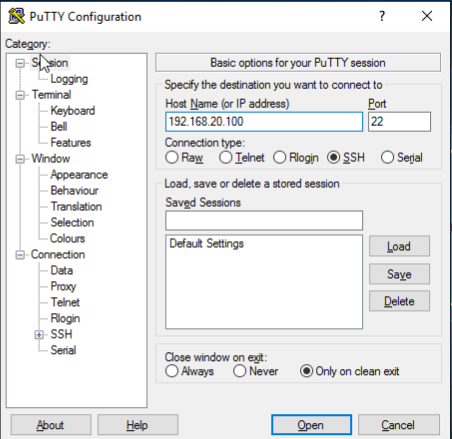 PuTTY Configuration
Category:
Session
Logging
Terminal
Keyboard
Bell
Features
Window
Appearance
Behaviour
Translation
Selection
Colours
Connection
Data
Proxy
Telnet
Rlogin
SSH
Serial
Basic options for your PuTTY session
Specify the destination you want to connect to
Host Name (or IP address) Port
192.168.20.100 22
Connection type:
Raw Telnet Rlogin SSH Serial
Load, save or delete a stored session
Saved Sessions
Default Settings
Load
Save
Delete
Close window on exit:
Always Never Only on clean exit
About Help Open Cancel